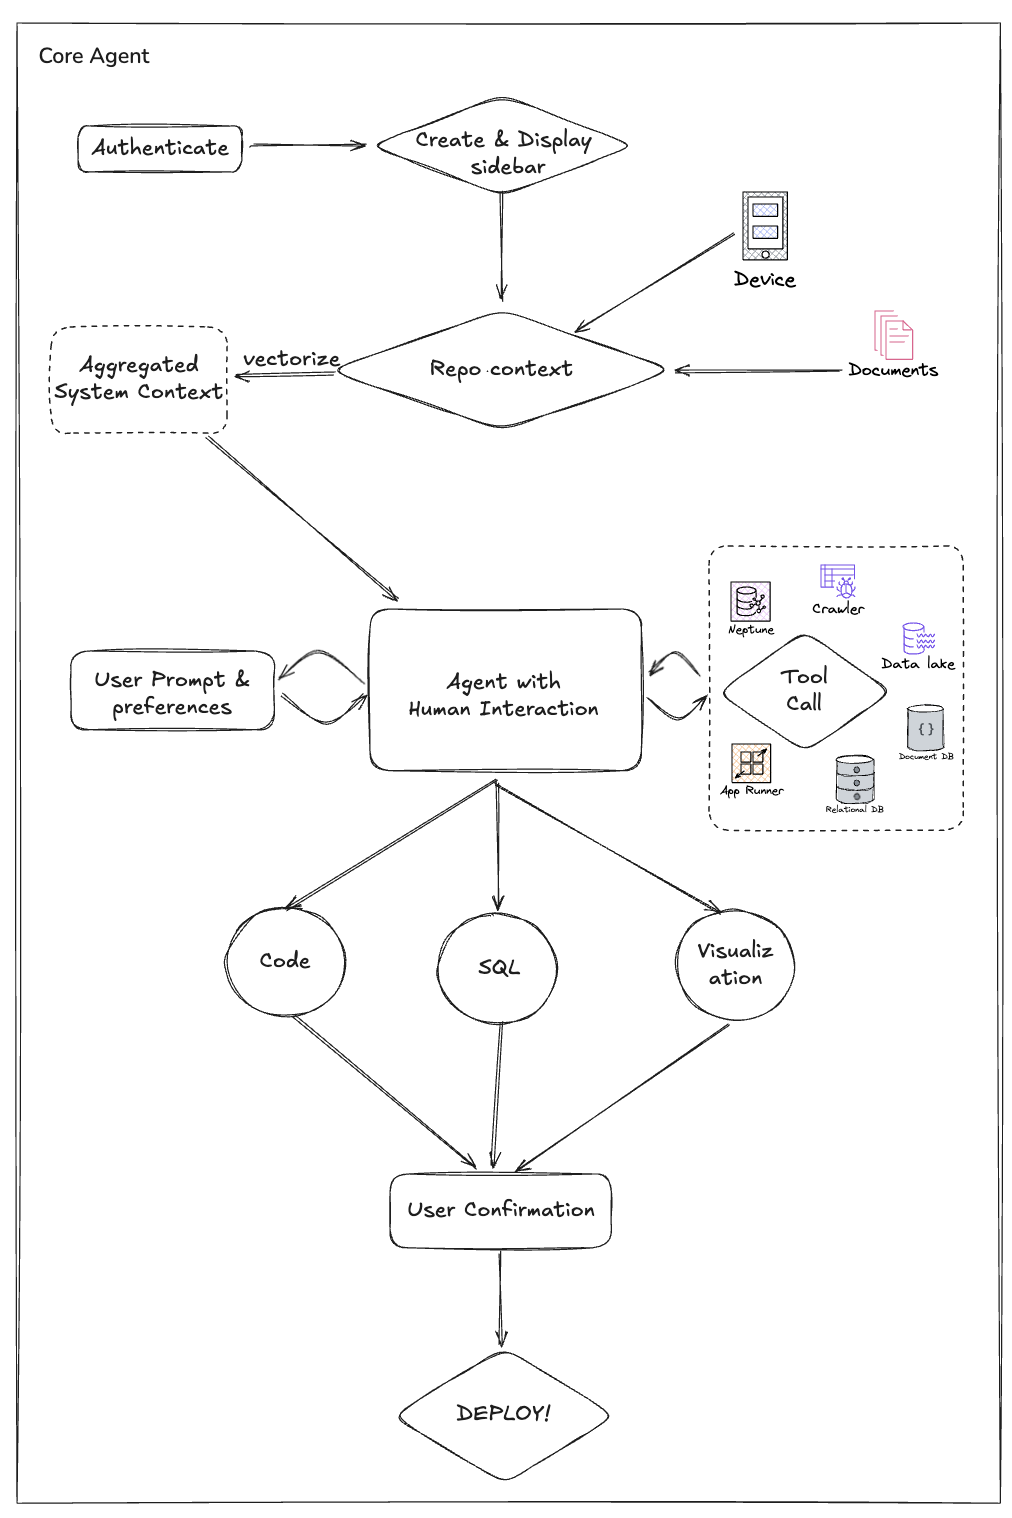 Core Agent
Authenticate
Create & Display
sidebar
Device
Aggregated
System Context
vectorize
Repo context
Documents
Neptune
Crawler
Data lake
Tool
Call
Document DB
App Runner
Relational DB
User Prompt &
preferences
Agent with
Human Interaction
Code
SQL
Visualiz
ation
User Confirmation
DEPLOY!